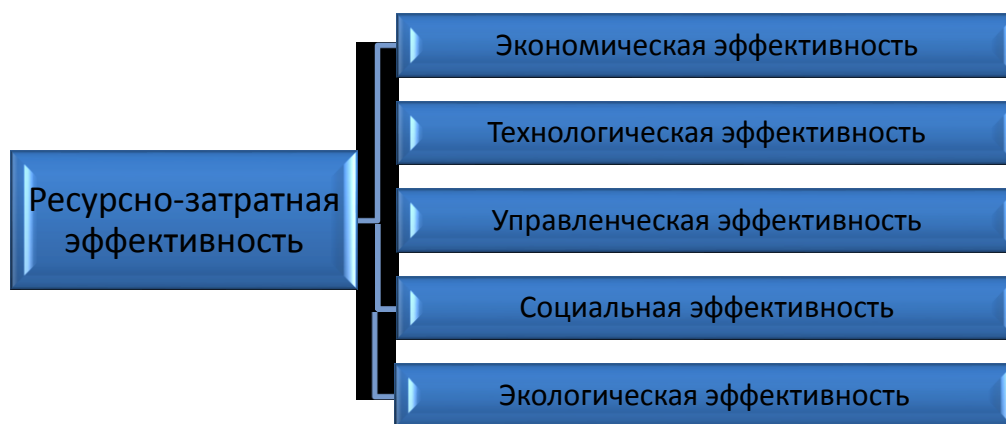 Экономическая эффективность
Технологическая эффективность
Ресурсно-затратная
эффективность
Управленческая эффективность
Социальная эффективность
Экологическая эффективность